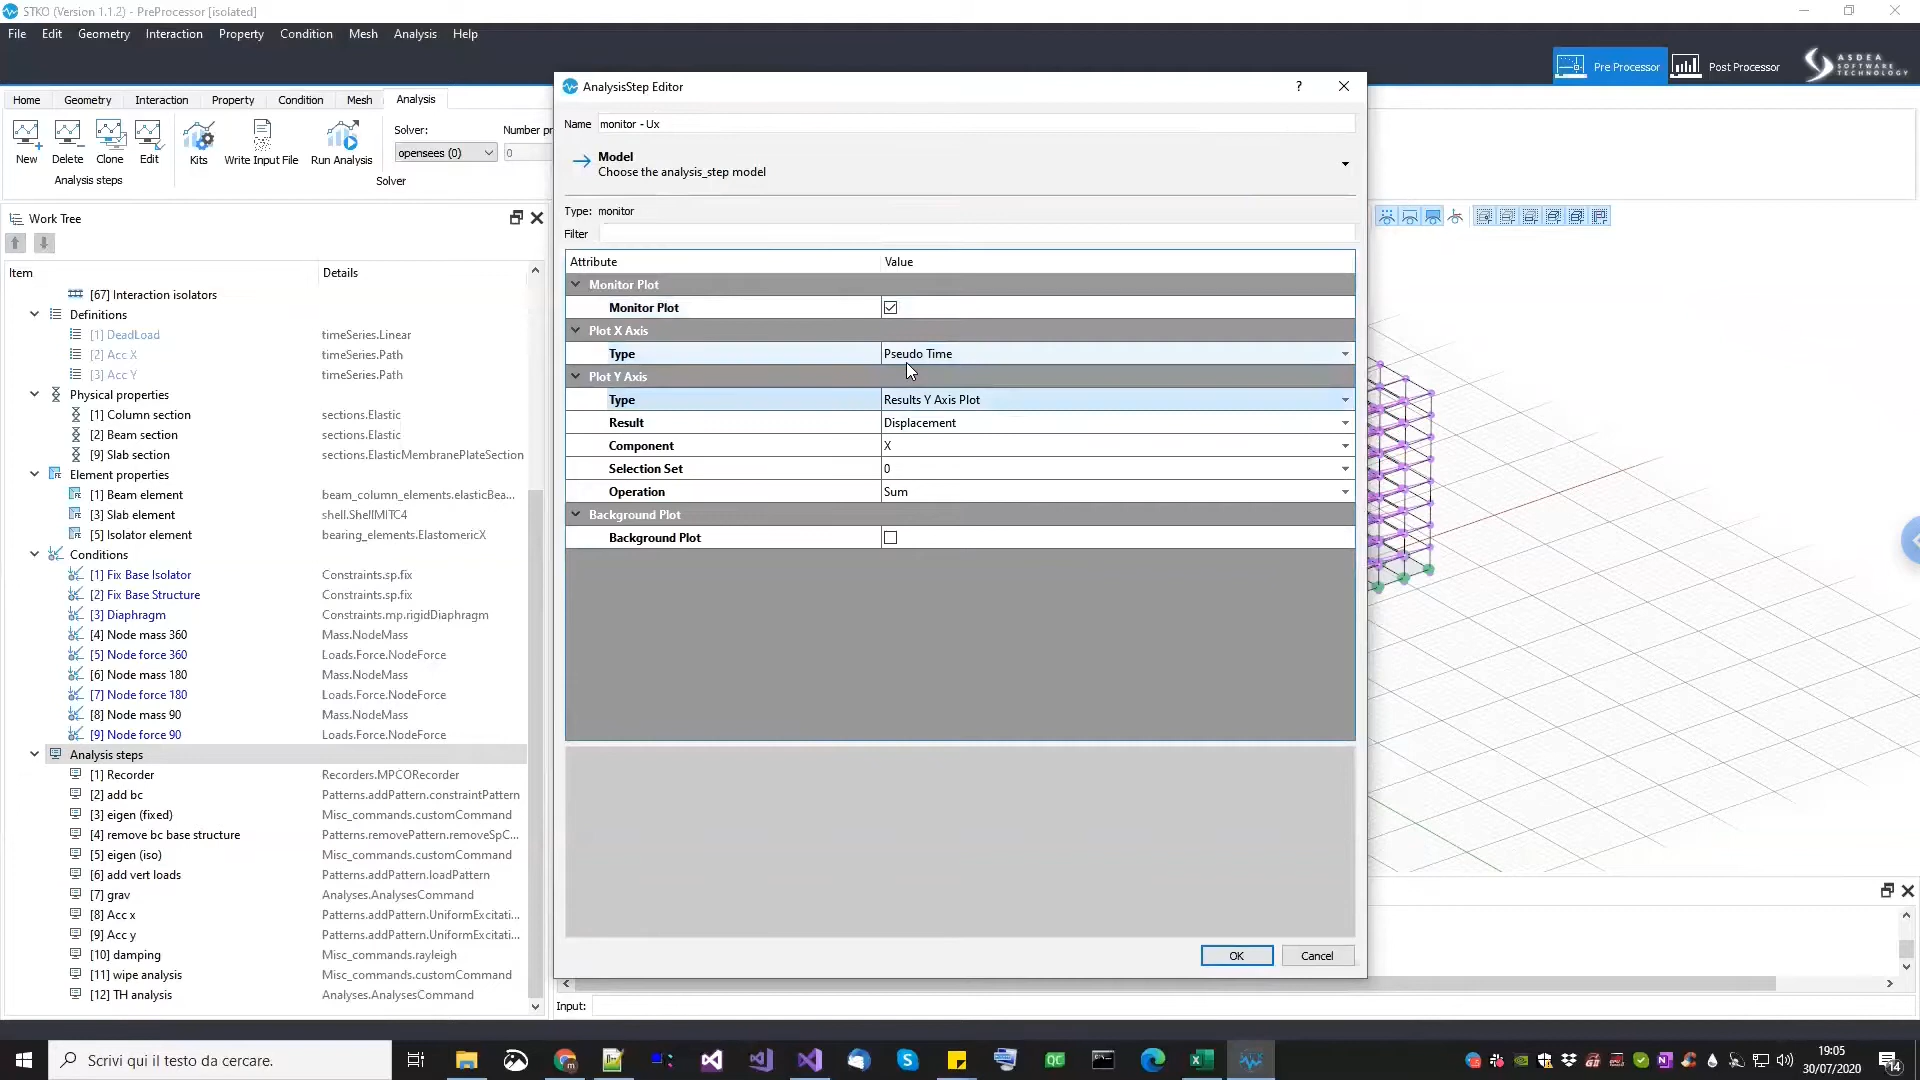 STKO (Version 1.1.2) - PreProcessor [isolated]
File Edit Geometry Interaction Property Condition Mesh Analysis Help
Pre Processor
Post Processor
ASDEA
SOFTWARE
TECHNOLOGY
Home Geometry Interaction Property Condition Mesh Analysis
New Delete Clone Edit
Analysis steps
Kits Write Input File Run Analysis
Solver:
opensees (0)
Number pr
0
Solver
Work Tree
Item Details
[67] Interaction isolators
Definitions
[1] DeadLoad timeSeries.Linear
[2] Acc X timeSeries.Path
[3] Acc Y timeSeries.Path
Physical properties
[1] Column section sections.Elastic
[2] Beam section sections.Elastic
[9] Slab section sections.ElasticMembranePlateSection
Element properties
[1] Beam element beam_column_elements.elasticBea...
[3] Slab element shell.ShellMITC4
[5] Isolator element bearing_elements.ElastomericX
Conditions
[1] Fix Base Isolator Constraints.sp.fix
[2] Fix Base Structure Constraints.sp.fix
[3] Diaphragm Constraints.mp.rigidDiaphragm
[4] Node mass 360 Mass.NodeMass
[5] Node force 360 Loads.Force.NodeForce
[6] Node mass 180 Mass.NodeMass
[7] Node force 180 Loads.Force.NodeForce
[8] Node mass 90 Mass.NodeMass
[9] Node force 90 Loads.Force.NodeForce
Analysis steps
[1] Recorder Recorders.MPCORecorder
[2] add bc Patterns.addPattern.constraintPattern
[3] eigen (fixed) Misc_commands.customCommand
[4] remove bc base structure Patterns.removePattern.removeSpC...
[5] eigen (iso) Misc_commands.customCommand
[6] add vert loads Patterns.addPattern.loadPattern
[7] grav Analyses.AnalysesCommand
[8] Acc x Patterns.addPattern.UniformExcitati...
[9] Acc y Patterns.addPattern.UniformExcitati...
[10] damping Misc_commands.rayleigh
[11] wipe analysis Misc_commands.customCommand
[12] TH analysis Analyses.AnalysesCommand
AnalysisStep Editor
?
Name monitor - Ux
Model
Choose the analysis_step model
Type: monitor
Filter
Attribute Value
Monitor Plot
Monitor Plot
Plot X Axis
Type Pseudo Time
Plot Y Axis
Type Results Y Axis Plot
Result Displacement
Component X
Selection Set 0
Operation Sum
Background Plot
Background Plot
OK Cancel
Input:
Scrivi qui il testo da cercare.
QC
19:05
30/07/2020
14